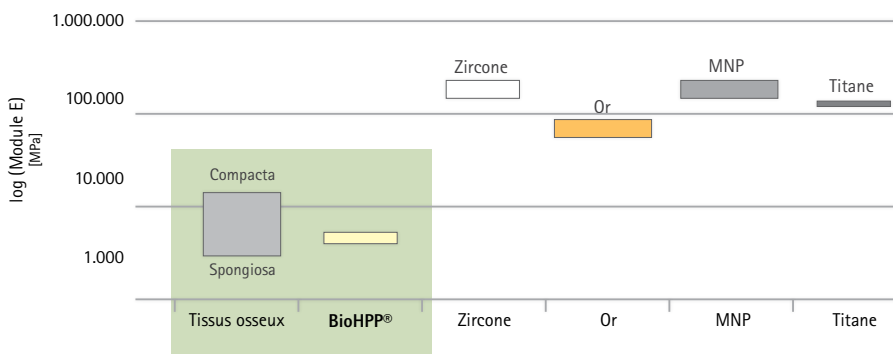 1.000.000
Zircone
MNP
Titane
100.000
Or
log (Module E)
[MPa]
Compacta
10.000
1.000
Spongiosa
Tissus osseux
BioHPP®
Zircone
Or
MNP
Titane